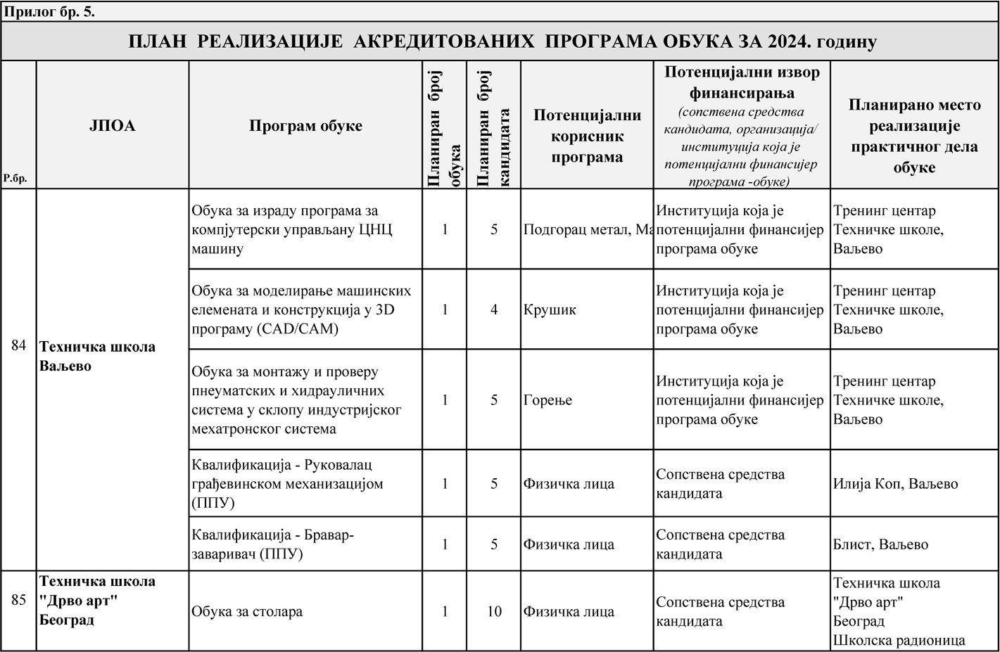 Прилог бр. 5.
ПЛАН РЕАЛИЗАЦИЈЕ АКРЕДИТОВАНИХ ПРОГРАМА ОБУКА ЗА 2024. годину
Р.бр.
ЈПОА
Програм обуке
Планиран број
обука
Планиран број
кандидата
Потенцијални
корисник
програма
Потенцијални извор
финансирања
(сопствена средства
кандидата, организација/
институција која је
потенцијални финансијер
програма -обуке)
Планирано место
реализације
практичног дела
обуке
84
Техничка школа
Ваљево
Обука за израду програма за
компјутерски управљану ЦНЦ
машину
1
5
Подгорац метал,
Институција која је
потенцијални финансијер
програма обуке
Тренинг центар
Техничке школе,
Ваљево
Обука за моделирање машинских
елемената и конструкција у 3D
програму (CAD/CAM)
1
4
Крушик
Институција која је
потенцијални финансијер
програма обуке
Тренинг центар
Техничке школе,
Ваљево
Обука за монтажу и проверу
пнеуматских и хидрауличних
система у склопу индустријског
мехатронског система
1
5
Горење
Институција која је
потенцијални финансијер
програма обуке
Тренинг центар
Техничке школе,
Ваљево
Квалификација - Руковалац
грађевинском механизацијом
(ППУ)
1
5
Физичка лица
Сопствена средства
кандидата
Илија Коп, Ваљево
Квалификација - Бравар-
заваривач (ППУ)
1
5
Физичка лица
Сопствена средства
кандидата
Блист, Ваљево
85
Техничка школа
"Дрво арт"
Београд
Обука за столара
1
10
Физичка лица
Сопствена средства
кандидата
Техничка школа
"Дрво арт"
Београд
Школска радионица